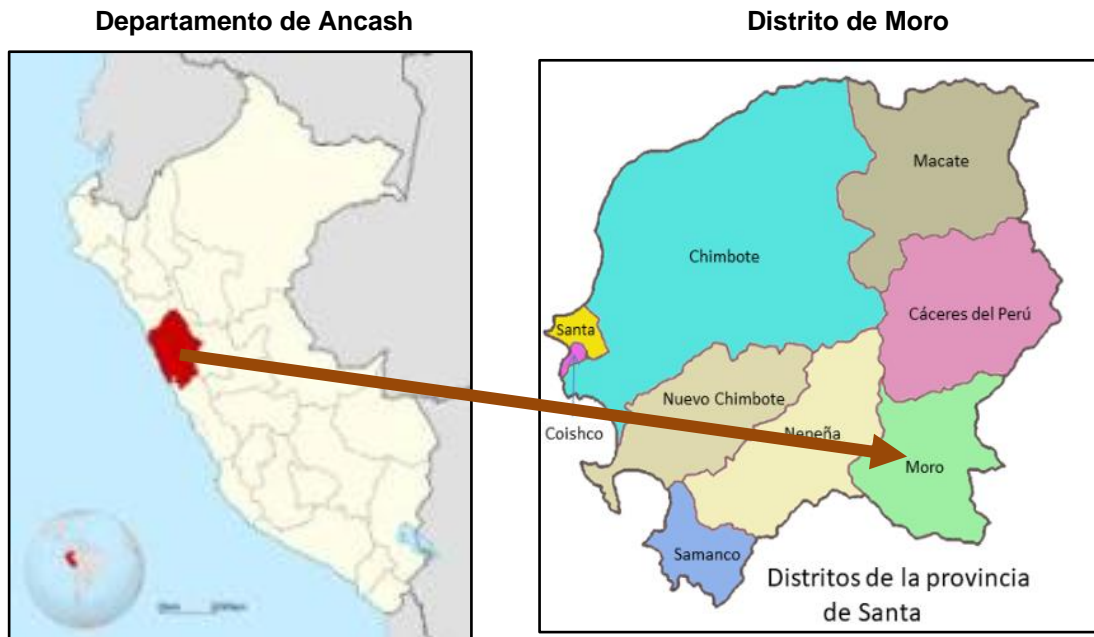 Departamento de Ancash
Distrito de Moro
Macate
Chimbote
Cáceres del Perú
Santa
Nuevo Chimbote
Coishco
Nepeña
Moro
Samanco
Distritos de la provincia
de Santa